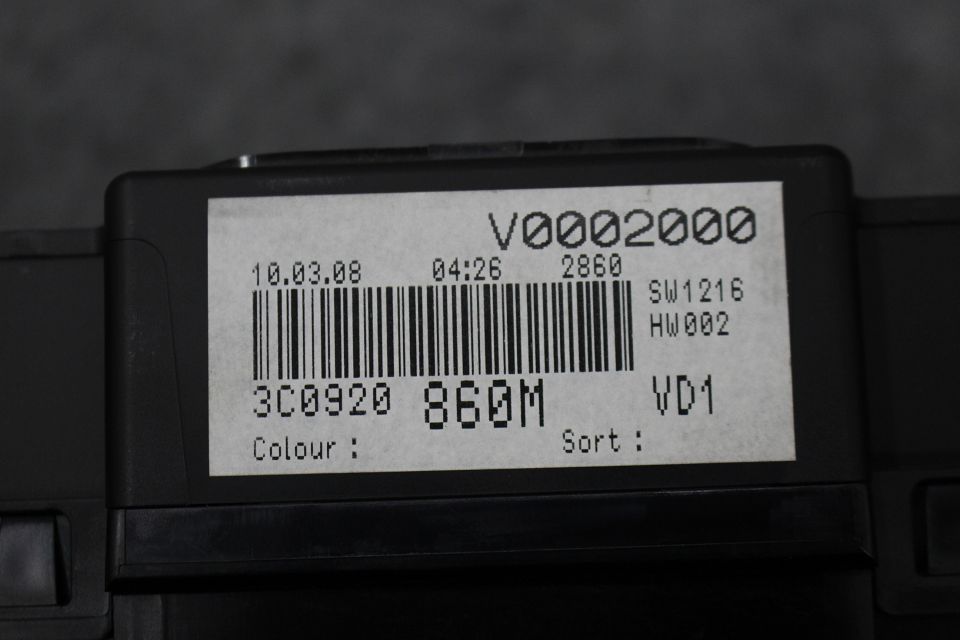 V0002000
10.03.08 04:26 2860
SW1216
HW002
3C0920 860M VD1
Colour : Sort :